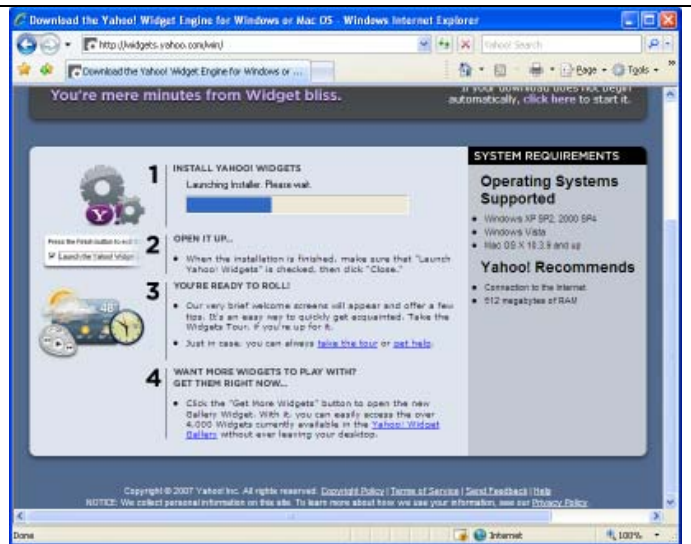 Download the Yahoo! Widget Engine for Windows or Mac OS - Windows Internet Explorer
http://widgets.yahoo.com/win/
Yahoo! Search
Download the Yahoo! Widget Engine for Windows or ...
Page
Tools
You're mere minutes from Widget bliss.
If your download does not begin
automatically, click here to start it.
1
INSTALL YAHOO! WIDGETS
Launching Installer. Please wait.
Y!
Press the Finish button to exit
Launch the Yahoo! Widget
2
OPEN IT UP...
• When the installation is finished, make sure that "Launch
Yahoo! Widgets" is checked, then click "Close."
3
YOU'RE READY TO ROLL!
48°
• Our very brief welcome screens will appear and offer a few
tips. It's an easy way to quickly get acquainted. Take the
Widgets Tour, if you're up for it.
• Just in case, you can always take the tour or get help.
4
WANT MORE WIDGETS TO PLAY WITH?
GET THEM RIGHT NOW...
• Click the "Get More Widgets" button to open the new
Gallery Widget. With it, you can easily access the over
4,000 Widgets currently available in the Yahoo! Widget
Gallery without ever leaving your desktop.
SYSTEM REQUIREMENTS
Operating Systems
Supported
• Windows XP SP2, 2000 SP4
• Windows Vista
• Mac OS X 10.3.9 and up
Yahoo! Recommends
• Connection to the Internet
• 512 megabytes of RAM
Copyright © 2007 Yahoo! Inc. All rights reserved. Copyright Policy | Terms of Service | Send Feedback | Help
NOTICE: We collect personal information on this site. To learn more about how we use your information, see our Privacy Policy
Done
Internet
100%